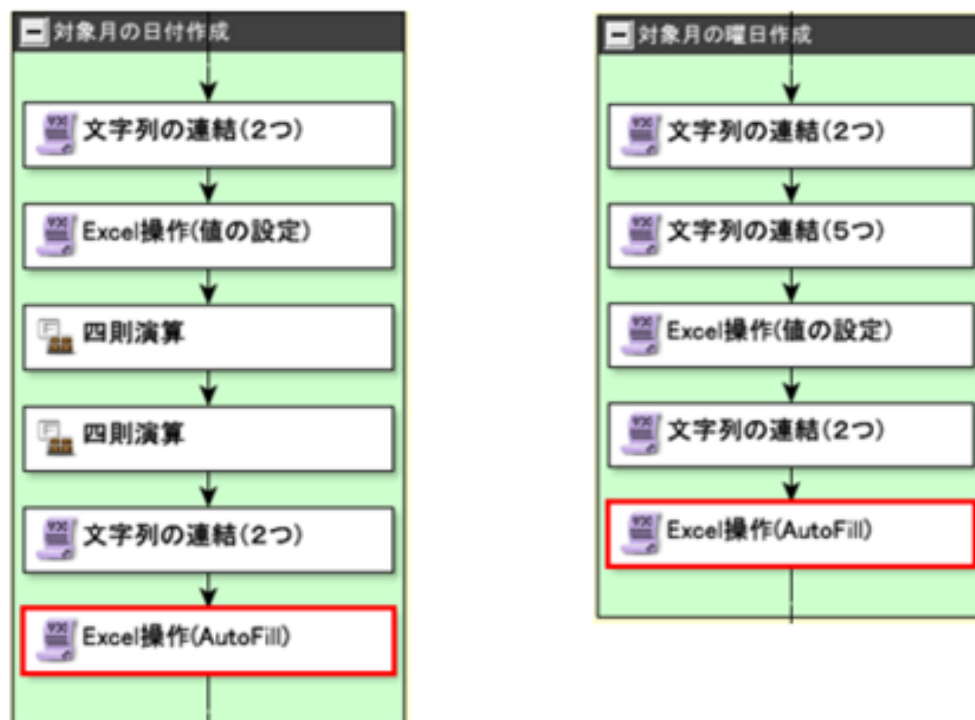 対象月の日付作成
文字列の連結(2つ)
Excel操作(値の設定)
四則演算
四則演算
文字列の連結(2つ)
Excel操作(AutoFill)
対象月の曜日作成
文字列の連結(2つ)
文字列の連結(5つ)
Excel操作(値の設定)
文字列の連結(2つ)
Excel操作(AutoFill)